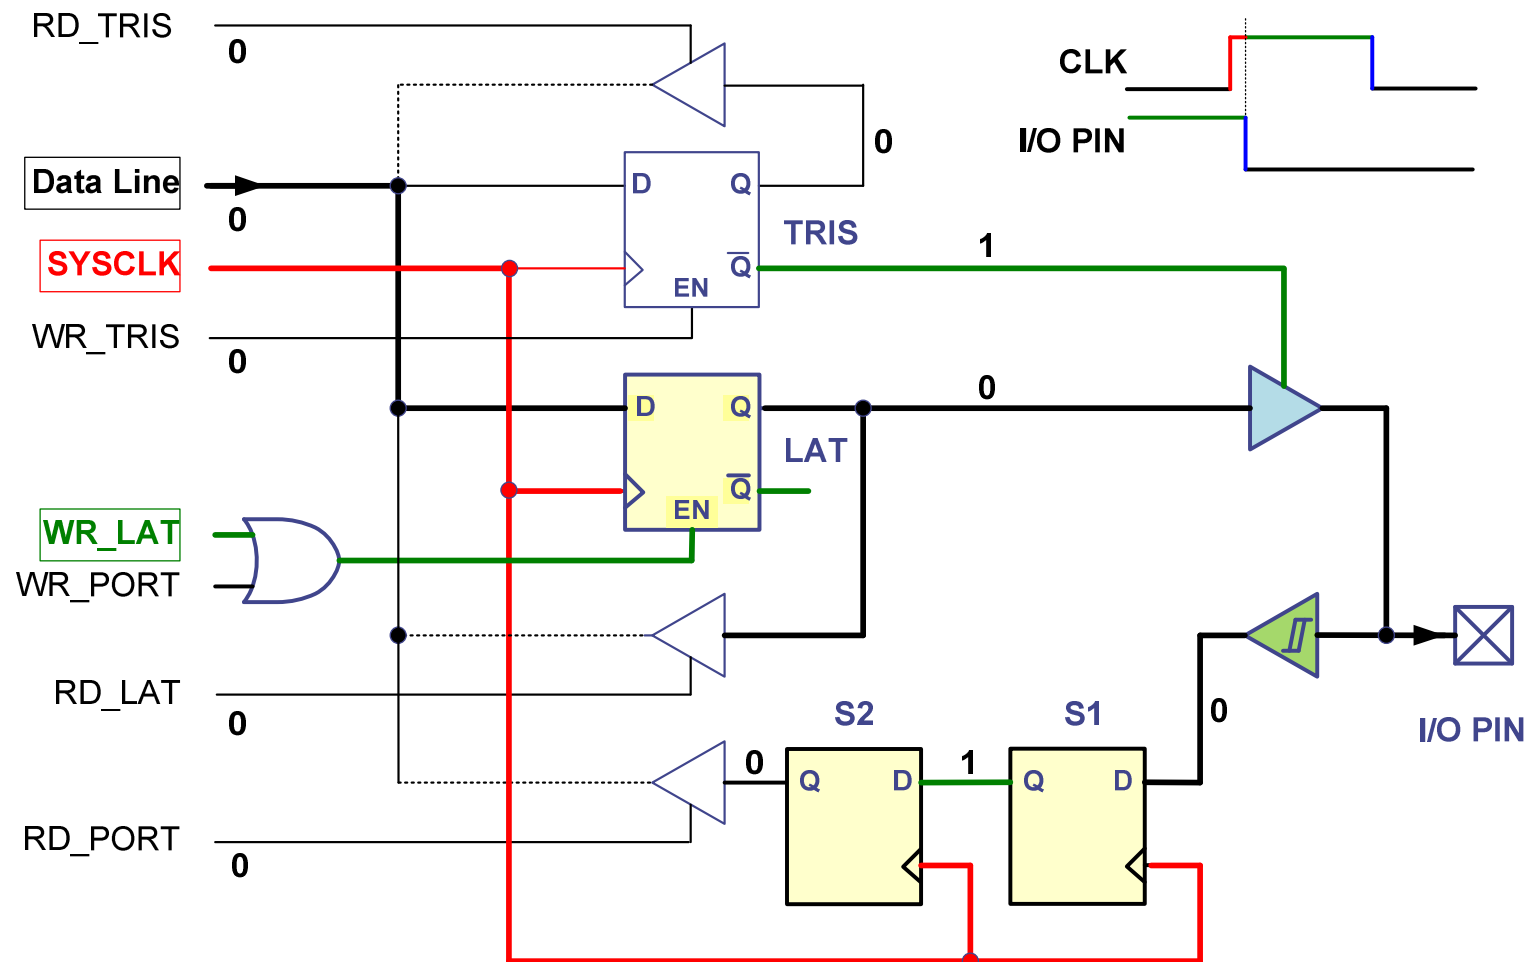 RD_TRIS
0
CLK
I/O PIN
0
Data Line
0
D
Q
TRIS
SYSCLK
Q
EN
1
WR_TRIS
0
D
Q
0
LAT
Q
EN
WR_LAT
WR_PORT
RD_LAT
0
S2
S1
0
I/O PIN
0
Q
D
1
Q
D
RD_PORT
0